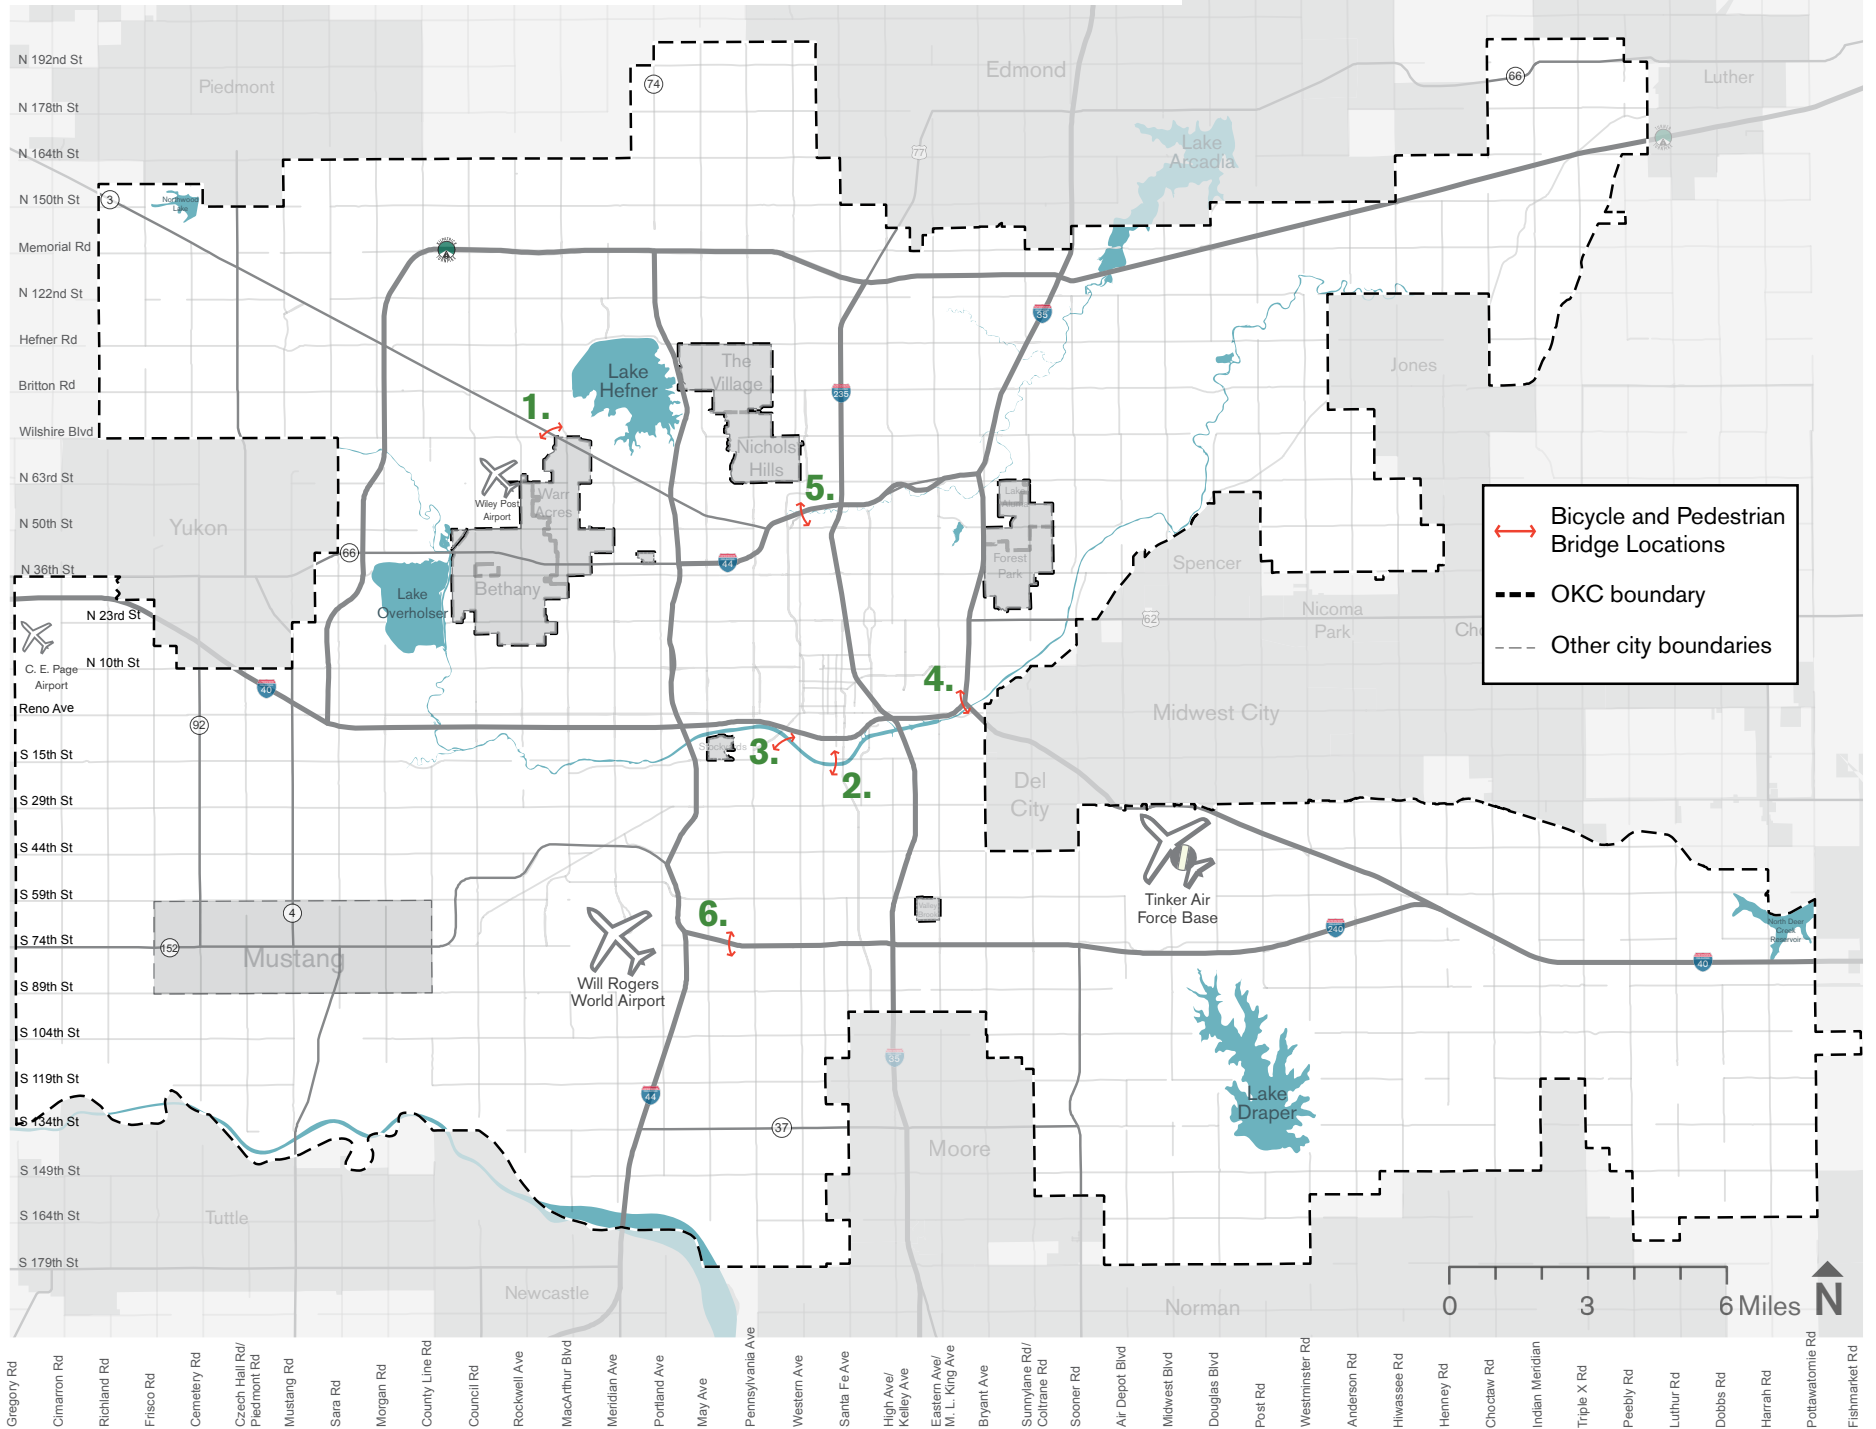 N 192nd St
N 178th St
N 164th St
N 150th St
Memorial Rd
N 122nd St
Hefner Rd
Britton Rd
Wilshire Blvd
N 63rd St
N 50th St
N 36th St
N 23rd St
N 10th St
Reno Ave
S 15th St
S 29th St
S 44th St
S 59th St
S 74th St
S 89th St
S 104th St
S 119th St
S 134th St
S 149th St
S 164th St
S 179th St
Piedmont
Edmond
Luther
74
66
77
3
Northwood
Lake
Lake
Arcadia
35
Lake
Hefner
The
Village
235
Jones
1.
Nichols
Hills
Wiley Post
Airport
Warr
Acres
5.
Yukon
66
44
Bethany
Lake
Overholser
Lake
Forest
Park
Spencer
62
Nicoma
Park
Bicycle and Pedestrian
Bridge Locations
OKC boundary
Other city boundaries
C. E. Page
Airport
40
92
4.
Midwest City
3.
2.
Del
City
Tinker Air
Force Base
4
152
Mustang
6.
Will Rogers
World Airport
240
40
North Deer
Creek
Reservoir
35
44
37
Moore
Lake
Draper
Tuttle
Newcastle
Norman
0
3
6 Miles
N
Gregory Rd
Cimarron Rd
Richland Rd
Frisco Rd
Cemetery Rd
Czech Hall Rd/
Piedmont Rd
Mustang Rd
Sara Rd
Morgan Rd
County Line Rd
Council Rd
Rockwell Ave
MacArthur Blvd
Meridian Ave
Portland Ave
May Ave
Pennsylvania Ave
Western Ave
Santa Fe Ave
High Ave/
Kelley Ave
Eastern Ave/
M. L. King Ave
Bryant Ave
Sunnylane Rd/
Coltrane Rd
Sooner Rd
Air Depot Blvd
Midwest Blvd
Douglas Blvd
Post Rd
Westminster Rd
Anderson Rd
Hiwassee Rd
Henney Rd
Choctaw Rd
Indian Meridian
Triple X Rd
Peebly Rd
Luthur Rd
Dobbs Rd
Harrah Rd
Pottawatomie Rd
Fishmarket Rd